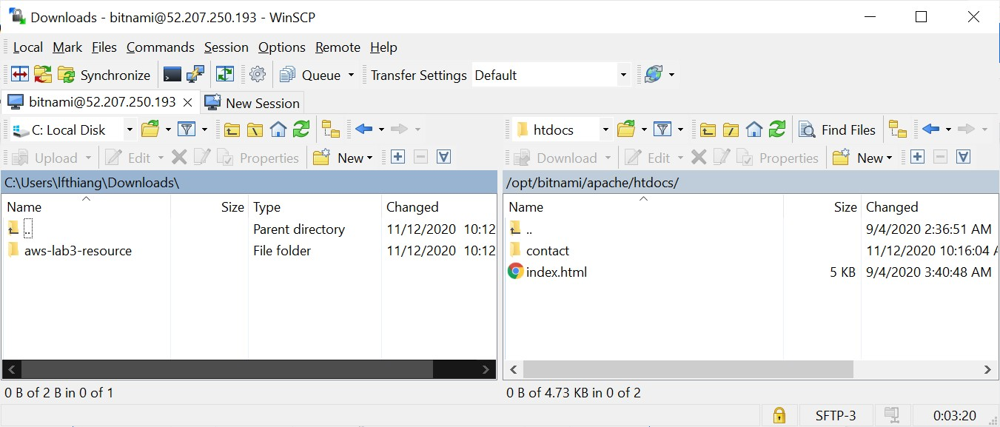 Downloads - bitnami@52.207.250.193 - WinSCP
Local Mark Files Commands Session Options Remote Help
Synchronize Queue Transfer Settings Default
bitnami@52.207.250.193 New Session
C: Local Disk
Upload Edit Properties New
C:\Users\lfthiang\Downloads\
Name Size Type Changed
.. Parent directory 11/12/2020 10:12
aws-lab3-resource File folder 11/12/2020 10:12
0 B of 2 B in 0 of 1
htdocs Find Files
Download Edit Properties New
/opt/bitnami/apache/htdocs/
Name Size Changed
.. 9/4/2020 2:36:51 AM
contact 11/12/2020 10:16:04 A
index.html 5 KB 9/4/2020 3:40:48 AM
0 B of 4.73 KB in 0 of 2
SFTP-3 0:03:20